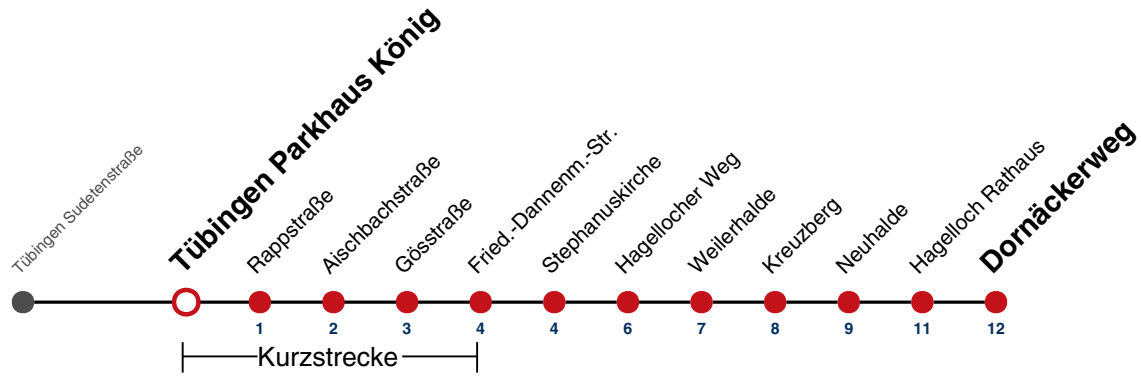 Tübingen Sudetenstraße
Tübingen Parkhaus König
Rappstraße
Aischbachstraße
Gösstraße
Fried.-Dannenm.-Str.
Stephanuskirche
Hagellocher Weg
Weilerhalde
Kreuzberg
Neuhalde
Hagelloch Rathaus
Dornäckerweg
1 2 3 4 4 6 7 8 9 11 12
Kurzstrecke